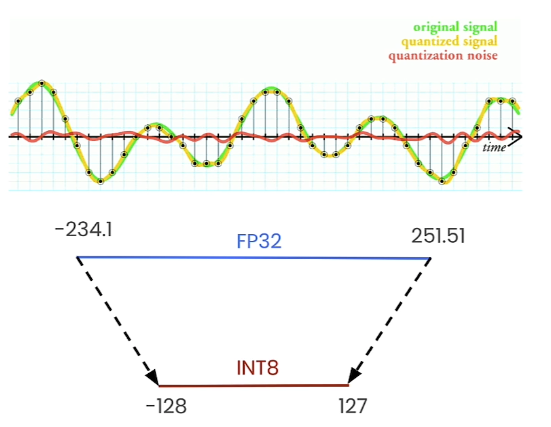 original signal
quantized signal
quantization noise
time
-234.1
FP32
251.51
INT8
-128
127